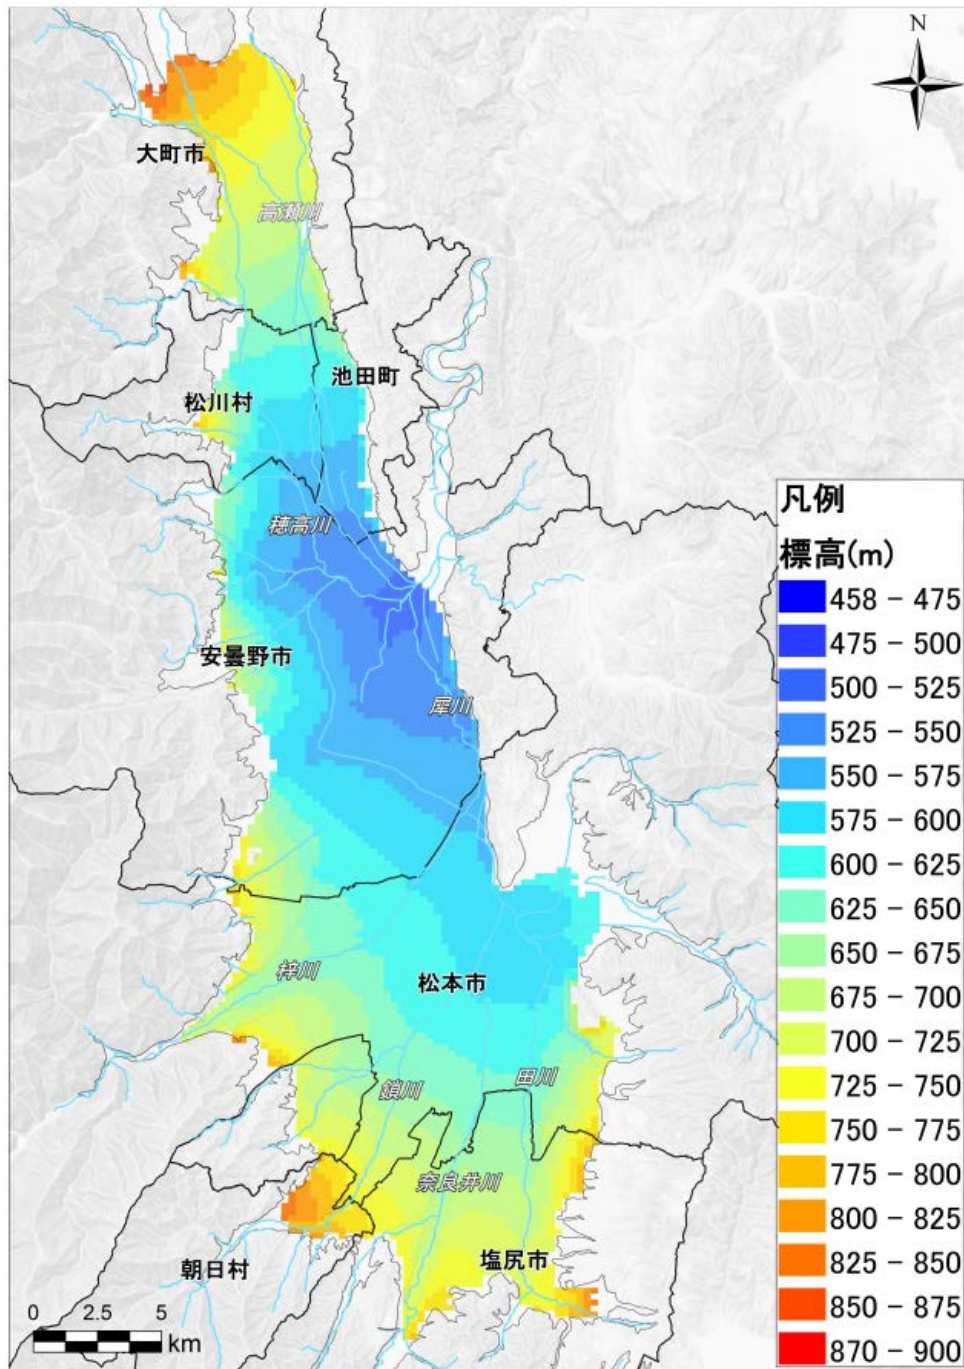 N
大町市
高瀬川
池田町
松川村
穂高川
安曇野市
犀川
松本市
梓川
田川
鎖川
奈良井川
塩尻市
朝日村
0 2.5 5
km
凡例
標高(m)
458 - 475
475 - 500
500 - 525
525 - 550
550 - 575
575 - 600
600 - 625
625 - 650
650 - 675
675 - 700
700 - 725
725 - 750
750 - 775
775 - 800
800 - 825
825 - 850
850 - 875
870 - 900